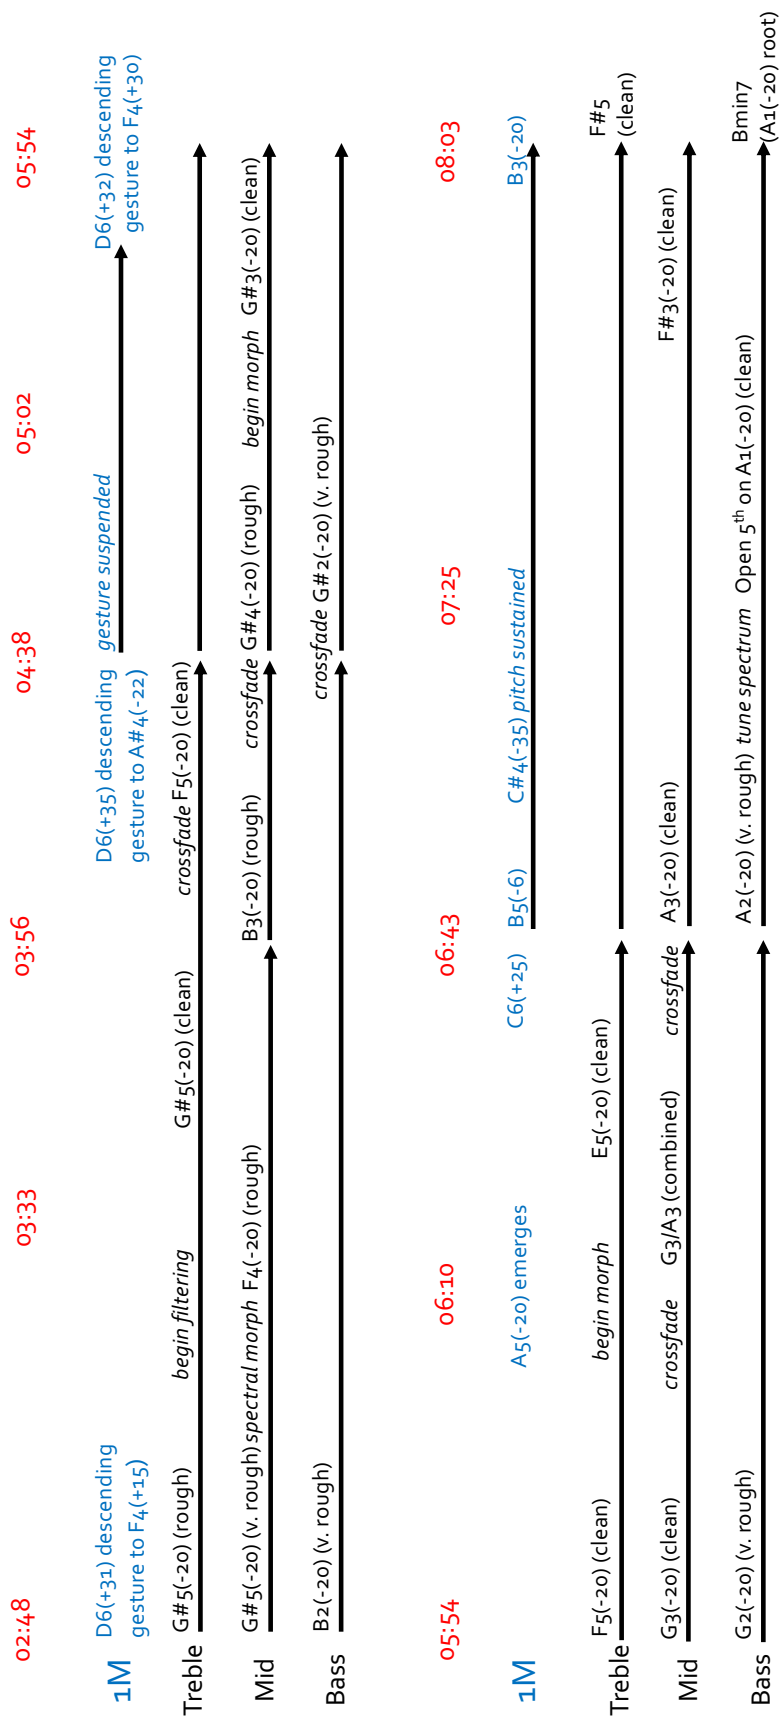 02:48 03:33 03:56 04:38 05:02 05:54
1M D6(+31) descending D6(+35) descending gesture suspended D6(+32) descending
gesture to F4(+15) gesture to A#4(-22) gesture to F4(+30)
Treble G#5(-20) (rough) begin filtering G#5(-20) (clean) crossfade F5(-20) (clean)
Mid G#5(-20) (v. rough) spectral morph F4(-20) (rough) B3(-20) (rough) crossfade G#4(-20) (rough) begin morph G#3(-20) (clean)
Bass B2(-20) (v. rough) crossfade G#2(-20) (v. rough)
05:54 06:10 06:43 07:25 08:03
1M A5(-20) emerges C6(+25) B5(-6) C#4(-35) pitch sustained B3(-20)
Treble F5(-20) (clean) begin morph E5(-20) (clean) F#5
(clean)
Mid G3(-20) (clean) crossfade G3/A3 (combined) crossfade A3(-20) (clean) F#3(-20) (clean)
Bass G2(-20) (v. rough) A2(-20) (v. rough) tune spectrum Open 5th on A1(-20) (clean) Bmin7
(A1(-20) root)